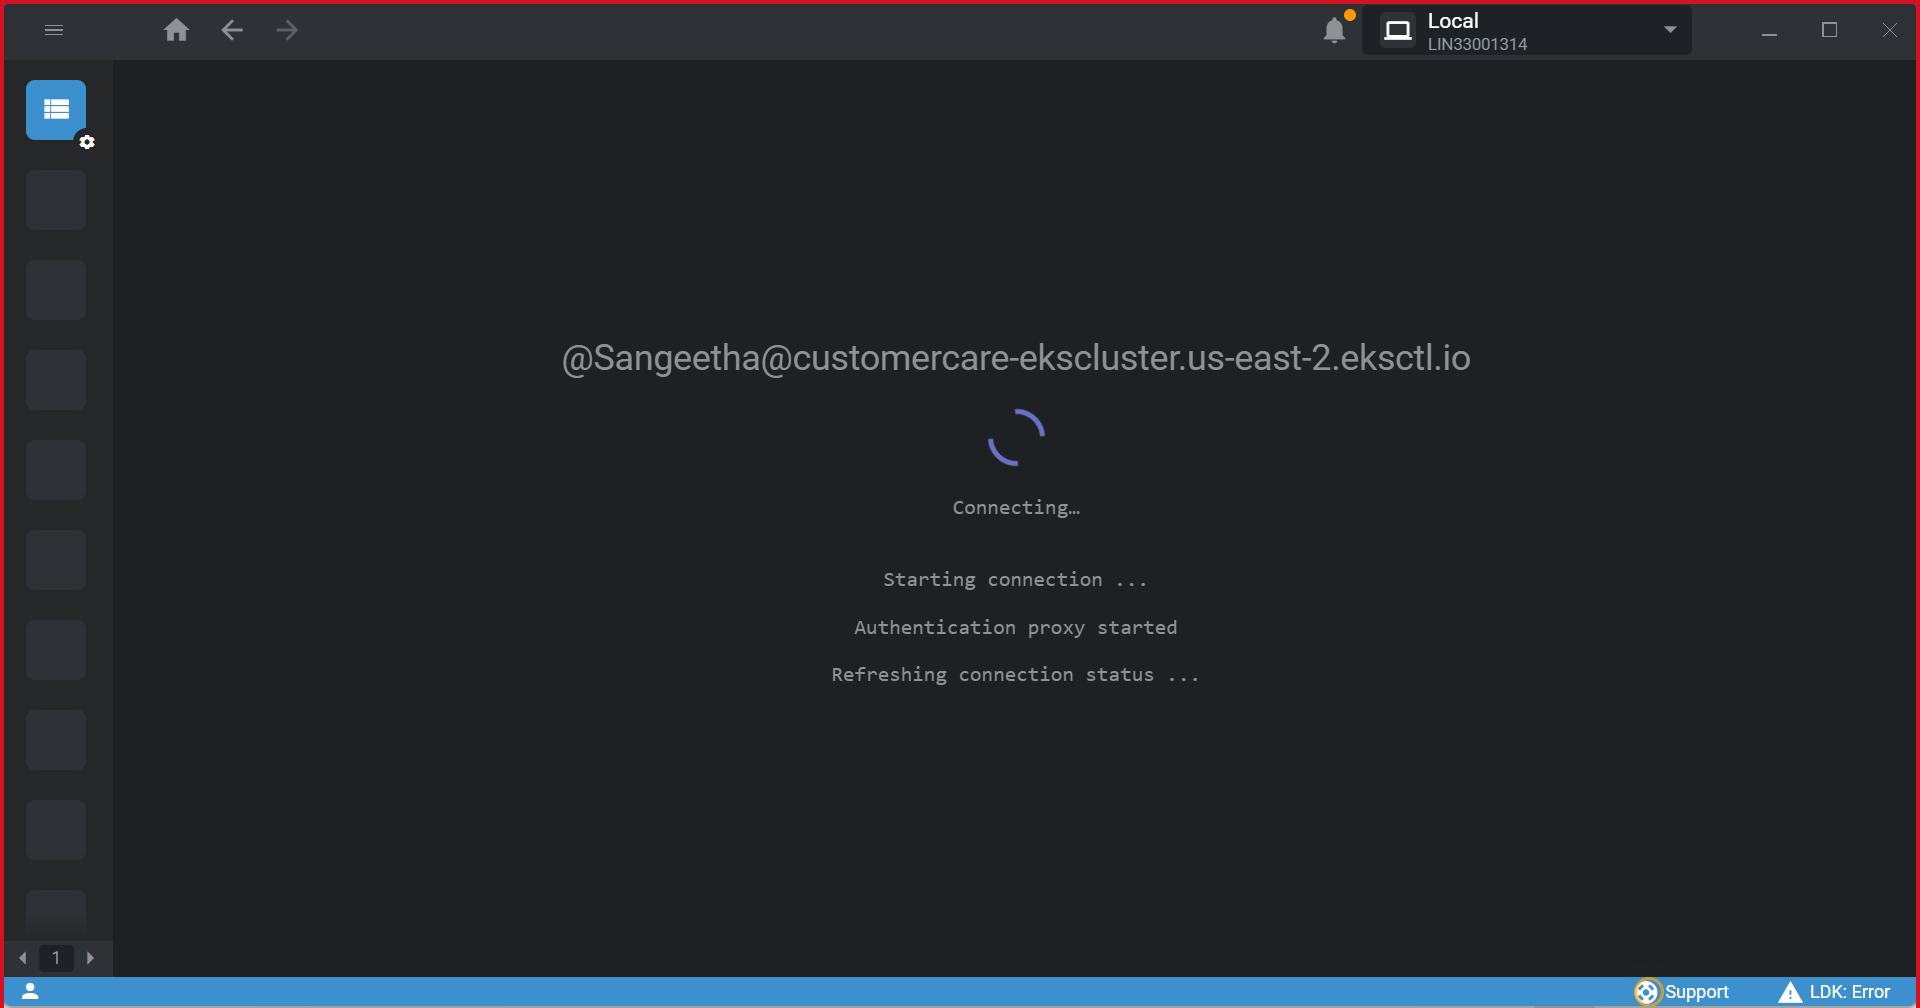 Local
LIN33001314
@Sangeetha@customercare-ekscluster.us-east-2.eksctl.io
Connecting…
Starting connection ...
Authentication proxy started
Refreshing connection status ...
1
Support
LDK: Error